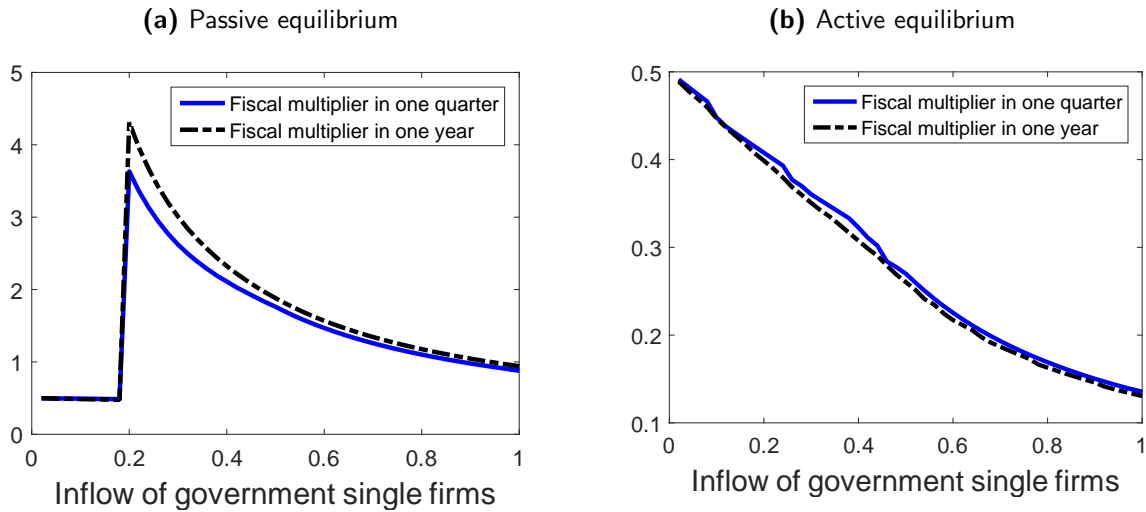 (a) Passive equilibrium
5
4
3
2
1
0
0
0.2
0.4
0.6
0.8
1
Fiscal multiplier in one quarter
Fiscal multiplier in one year
Inflow of government single firms
(b) Active equilibrium
0.5
0.4
0.3
0.2
0.1
0
0.2
0.4
0.6
0.8
1
Fiscal multiplier in one quarter
Fiscal multiplier in one year
Inflow of government single firms